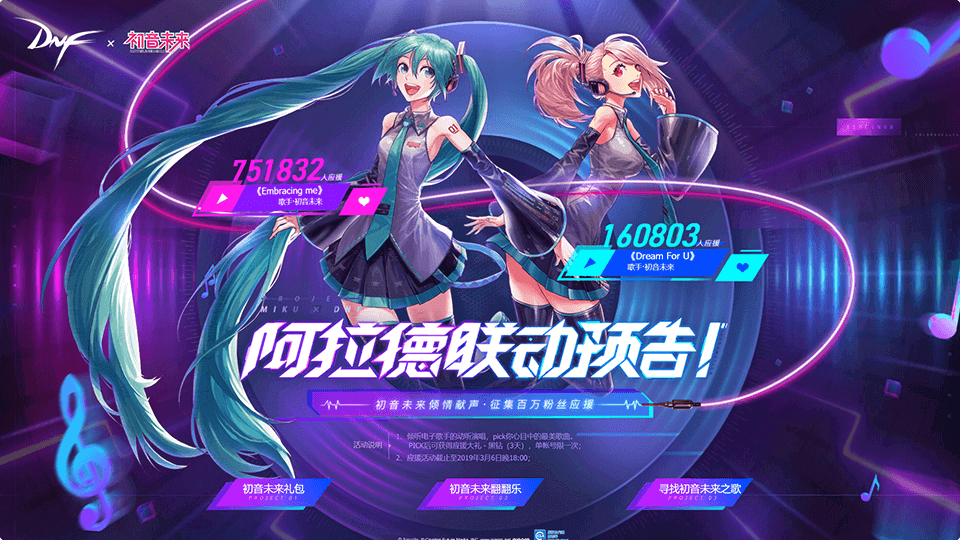 DNF × 初音未来
751832人应援
《Embracing me》
歌手·初音未来
160803人应援
《Dream For U》
歌手·初音未来
阿拉德联动预告!
初音未来倾情献声·征集百万粉丝应援
活动说明
1、倾听电子歌手的动听演唱，pick你心目中的最美歌曲。
PICK后可获得应援大礼 - 黑钻（3天），单帐号限一次；
2、应援活动截止至2019年3月6日晚18:00；
初音未来礼包
PROJECT 01
初音未来翻翻乐
PROJECT 02
寻找初音未来之歌
PROJECT 03